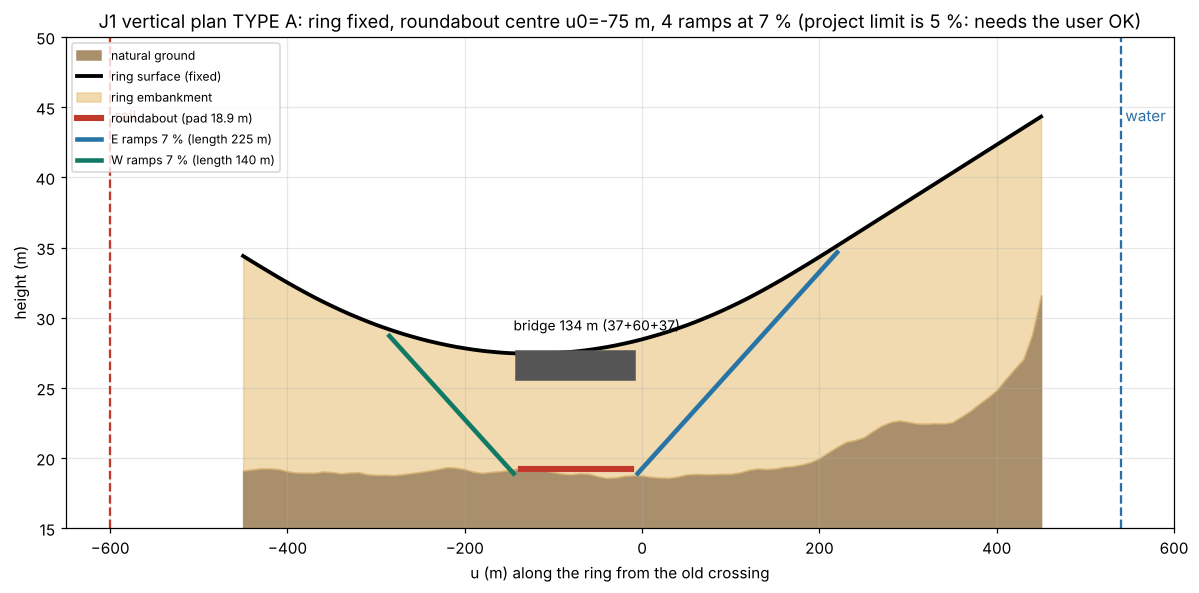 J1 vertical plan TYPE A: ring fixed, roundabout centre u0=-75 m, 4 ramps at 7 % (project limit is 5 %: needs the user OK)
50
45
40
35
30
25
20
15
height (m)
natural ground
ring surface (fixed)
ring embankment
roundabout (pad 18.9 m)
E ramps 7 % (length 225 m)
W ramps 7 % (length 140 m)
water
bridge 134 m (37+60+37)
−600
−400
−200
0
200
400
600
u (m) along the ring from the old crossing